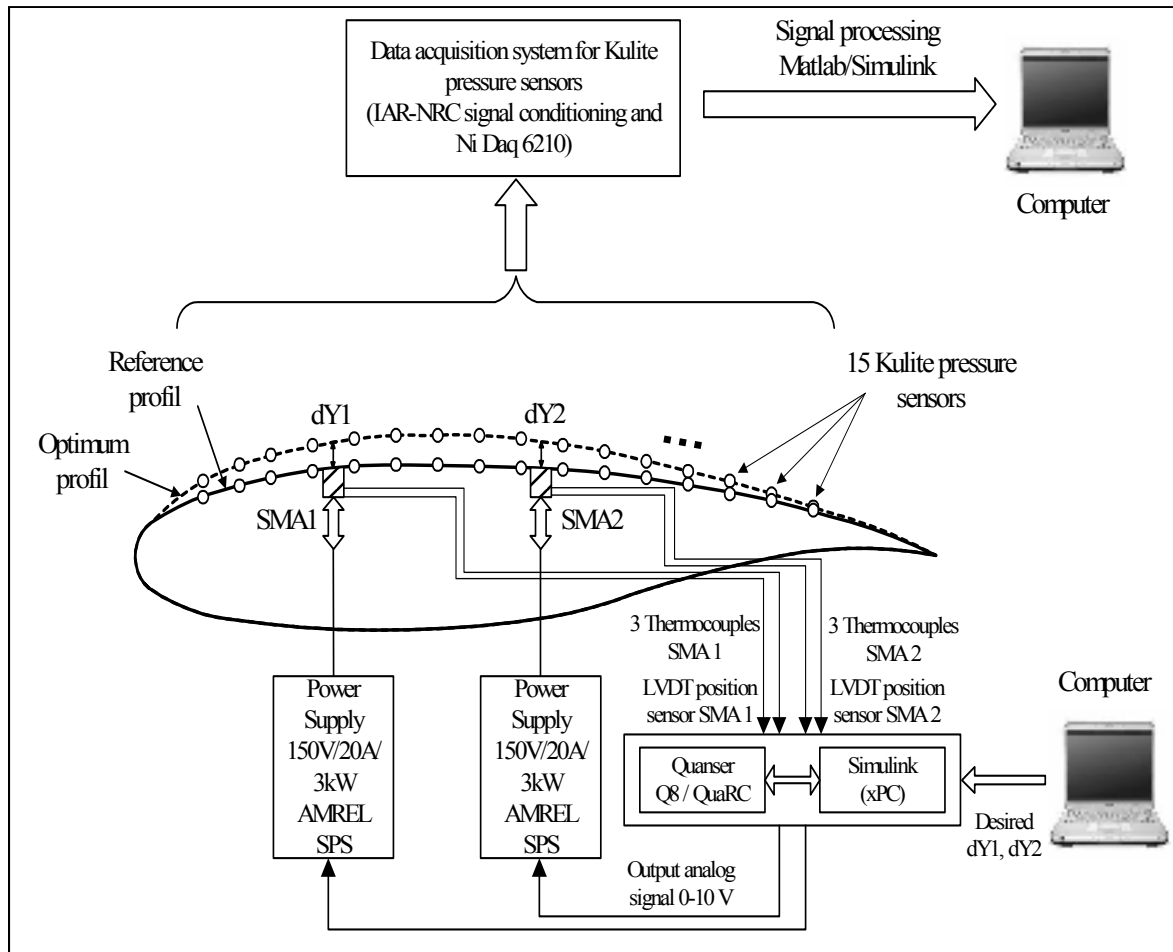 Data acquisition system for Kulite
pressure sensors
(IAR-NRC signal conditioning and
Ni Daq 6210)
Signal processing
Matlab/Simulink
Computer
Reference
profil
Optimum
profil
dY1
dY2
15 Kulite pressure
sensors
SMA1
SMA2
3 Thermocouples
SMA 1
3 Thermocouples
SMA 2
LVDT position
sensor SMA 1
LVDT position
sensor SMA 2
Computer
Power
Supply
150V/20A/
3kW
AMREL
SPS
Power
Supply
150V/20A/
3kW
AMREL
SPS
Quanser
Q8 / QuaRC
Simulink
(xPC)
Desired
dY1, dY2
Output analog
signal 0-10 V